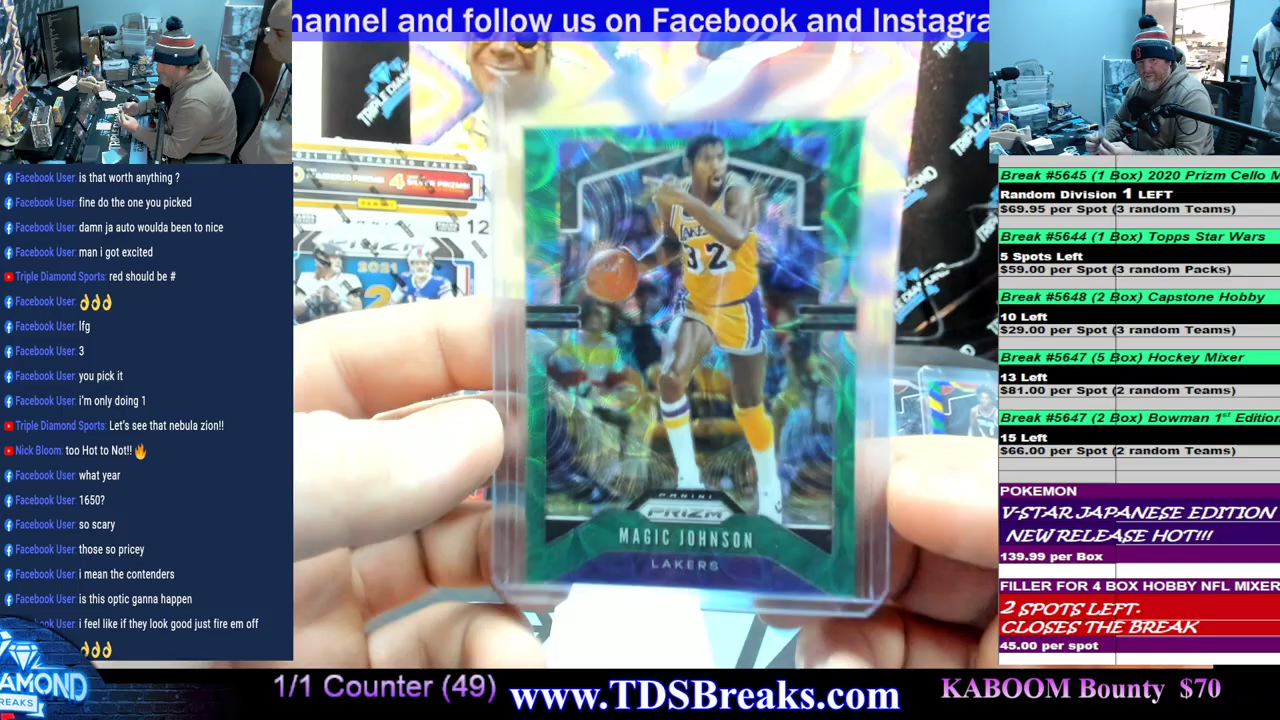 hannel and follow us on Facebook and Instagra
Facebook User: is that worth anything ?
Facebook User: fine do the one you picked
Facebook User: damn ja auto woulda been to nice
Facebook User: man i got excited
Triple Diamond Sports: red should be #
Facebook User: 👌👌👌
Facebook User: lfg
Facebook User: 3
Facebook User: you pick it
Facebook User: i'm only doing 1
Triple Diamond Sports: Let's see that nebula zion!!
Nick Bloom: too Hot to Not!!🔥
Facebook User: what year
Facebook User: 1650?
Facebook User: so scary
Facebook User: those so pricey
Facebook User: i mean the contenders
Facebook User: is this optic ganna happen
Facebook User: i feel like if they look good just fire em off
👌👌👌
AMOND
BREAKS
TRIPLE DIAMOND
TRADING CARDS
4
12
PRIZM
2021
LAKERS
32
PANINI
PRIZM
MAGIC JOHNSON
LAKERS
B
Break #5645 (1 Box) 2020 Prizm Cello M
Random Division 1 LEFT
$69.95 per Spot (3 random Teams)
Break #5644 (1 Box) Topps Star Wars
5 Spots Left
$59.00 per Spot (3 random Packs)
Break #5648 (2 Box) Capstone Hobby
10 Left
$29.00 per Spot (3 random Teams)
Break #5647 (5 Box) Hockey Mixer
13 Left
$81.00 per Spot (2 random Teams)
Break #5647 (2 Box) Bowman 1st Edition
15 Left
$66.00 per Spot (2 random Teams)
POKEMON
V-STAR JAPANESE EDITION
NEW RELEASE HOT!!!
139.99 per Box
FILLER FOR 4 BOX HOBBY NFL MIXER
2 SPOTS LEFT.
CLOSES THE BREAK
45.00 per spot
1/1 Counter (49)
www.TDSBreaks.com
KABOOM Bounty $70